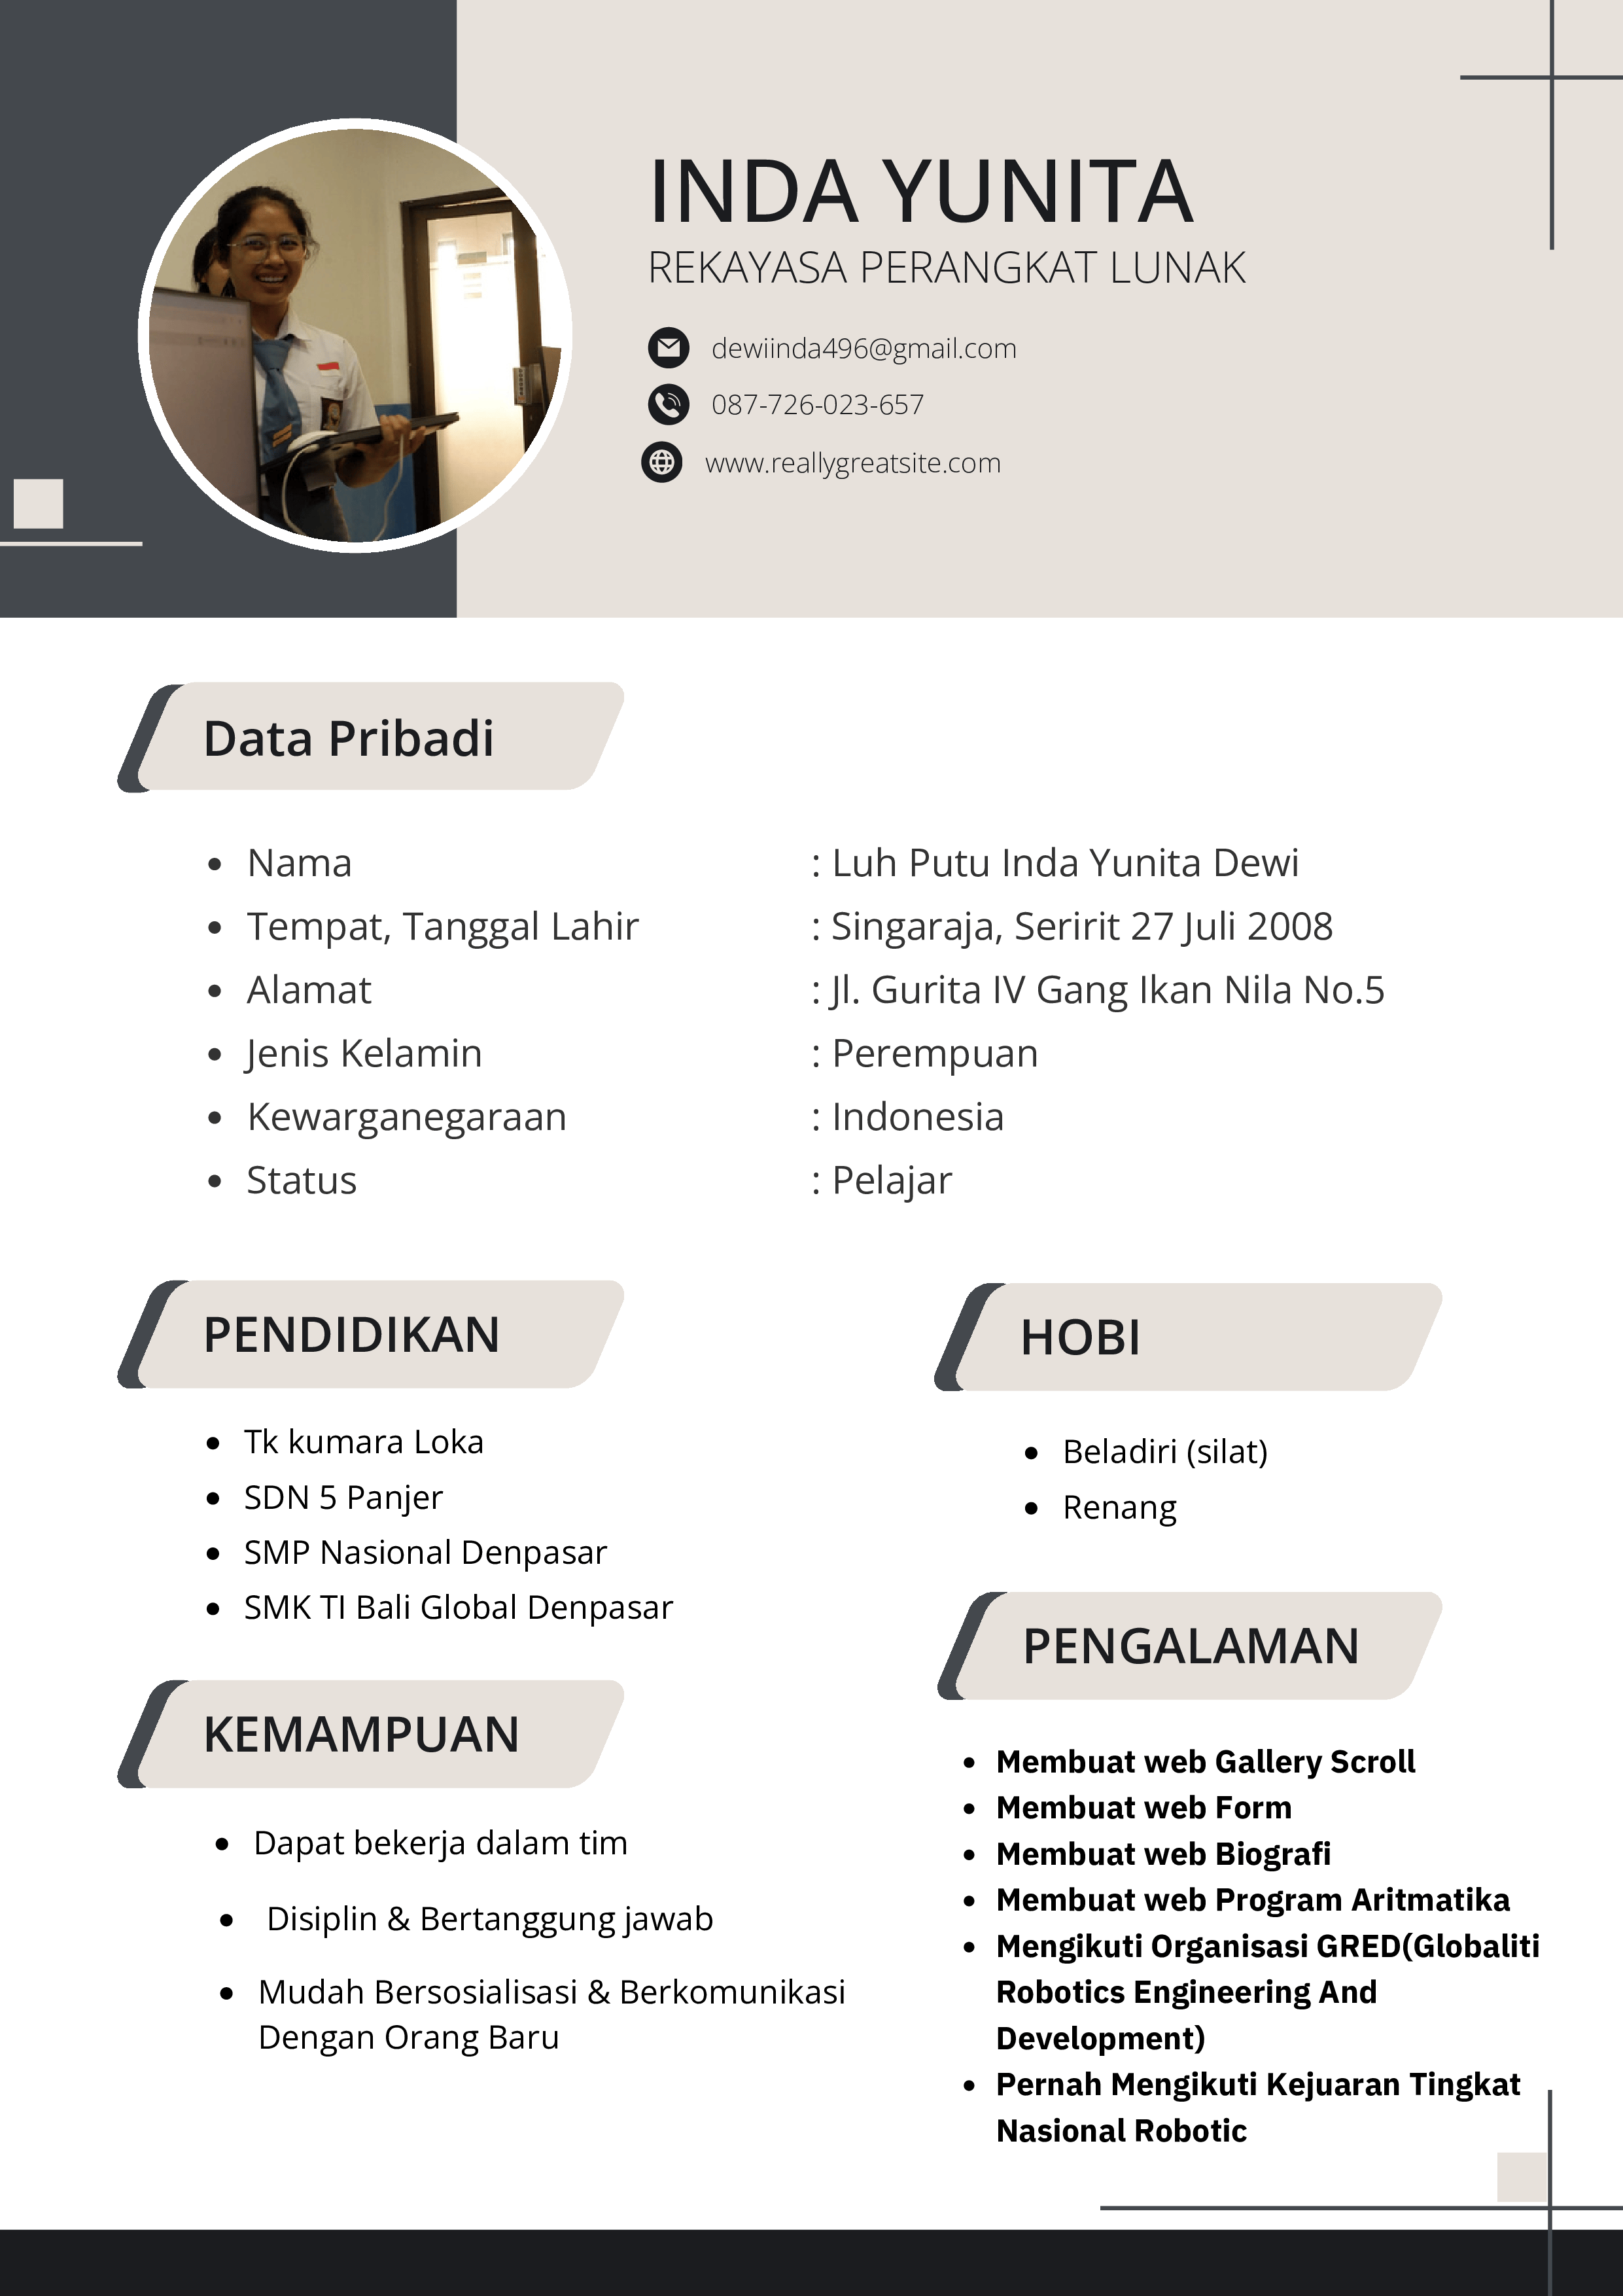 INDA YUNITA
REKAYASA PERANGKAT LUNAK
dewiinda496@gmail.com
087-726-023-657
www.reallygreatsite.com
Data Pribadi
• Nama : Luh Putu Inda Yunita Dewi
• Tempat, Tanggal Lahir : Singaraja, Seririt 27 Juli 2008
• Alamat : Jl. Gurita IV Gang Ikan Nila No.5
• Jenis Kelamin : Perempuan
• Kewarganegaraan : Indonesia
• Status : Pelajar
PENDIDIKAN
• Tk kumara Loka
• SDN 5 Panjer
• SMP Nasional Denpasar
• SMK TI Bali Global Denpasar
KEMAMPUAN
• Dapat bekerja dalam tim
• Disiplin & Bertanggung jawab
• Mudah Bersosialisasi & Berkomunikasi
Dengan Orang Baru
HOBI
• Beladiri (silat)
• Renang
PENGALAMAN
• Membuat web Gallery Scroll
• Membuat web Form
• Membuat web Biografi
• Membuat web Program Aritmatika
• Mengikuti Organisasi GRED(Globaliti
Robotics Engineering And
Development)
• Pernah Mengikuti Kejuaran Tingkat
Nasional Robotic